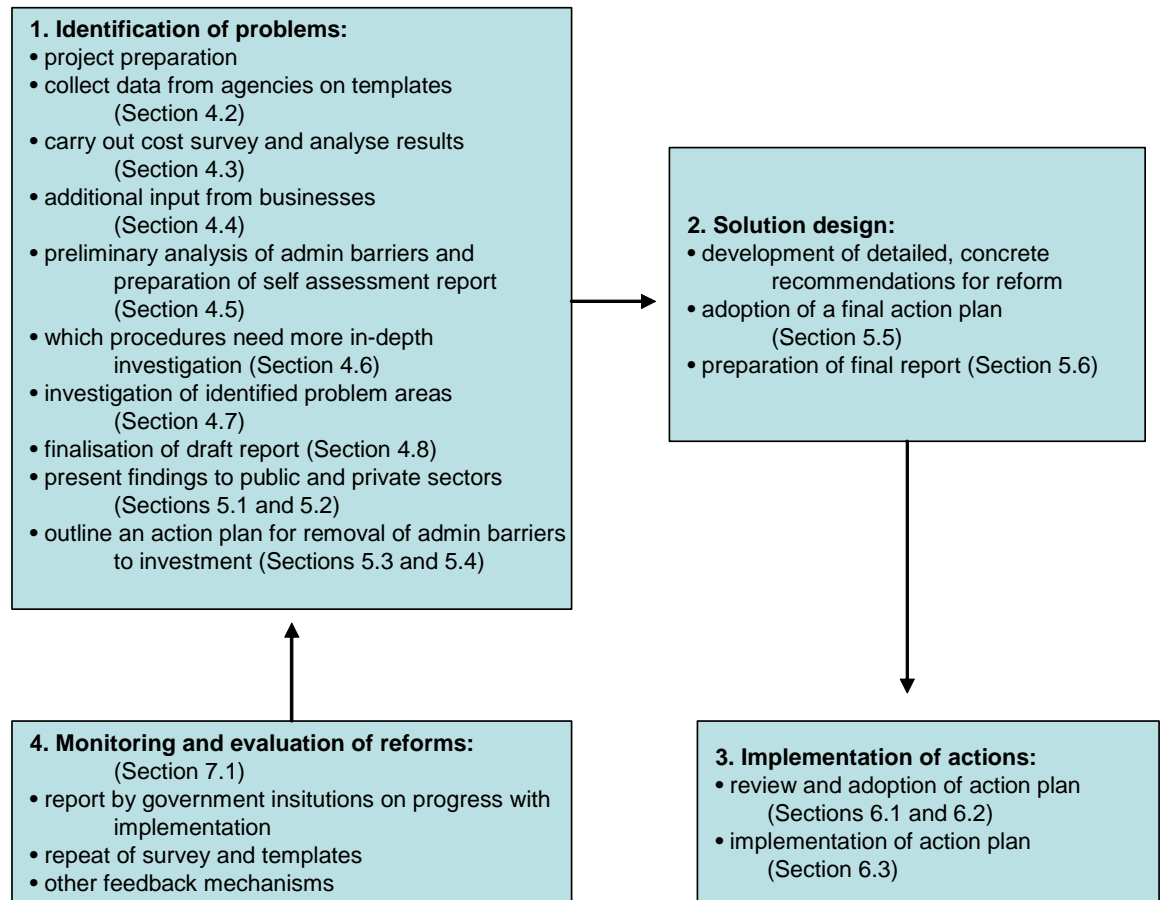 1. Identification of problems:
• project preparation
• collect data from agencies on templates
(Section 4.2)
• carry out cost survey and analyse results
(Section 4.3)
• additional input from businesses
(Section 4.4)
• preliminary analysis of admin barriers and
preparation of self assessment report
(Section 4.5)
• which procedures need more in-depth
investigation (Section 4.6)
• investigation of identified problem areas
(Section 4.7)
• finalisation of draft report (Section 4.8)
• present findings to public and private sectors
(Sections 5.1 and 5.2)
• outline an action plan for removal of admin barriers
to investment (Sections 5.3 and 5.4)
2. Solution design:
• development of detailed, concrete
recommendations for reform
• adoption of a final action plan
(Section 5.5)
• preparation of final report (Section 5.6)
3. Implementation of actions:
• review and adoption of action plan
(Sections 6.1 and 6.2)
• implementation of action plan
(Section 6.3)
4. Monitoring and evaluation of reforms:
(Section 7.1)
• report by government insitutions on progress with
implementation
• repeat of survey and templates
• other feedback mechanisms